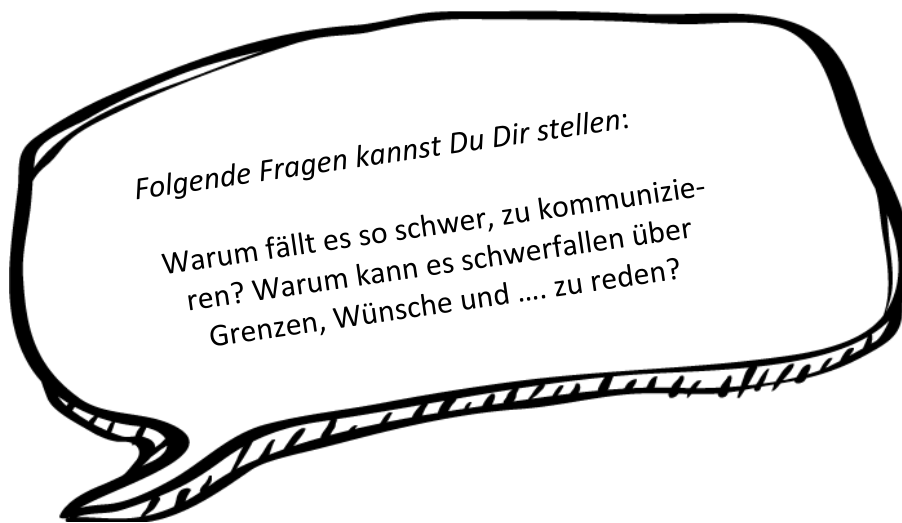 Folgende Fragen kannst Du Dir stellen:
Warum fällt es so schwer, zu kommunizie-
ren? Warum kann es schwerfallen über
Grenzen, Wünsche und .... zu reden?